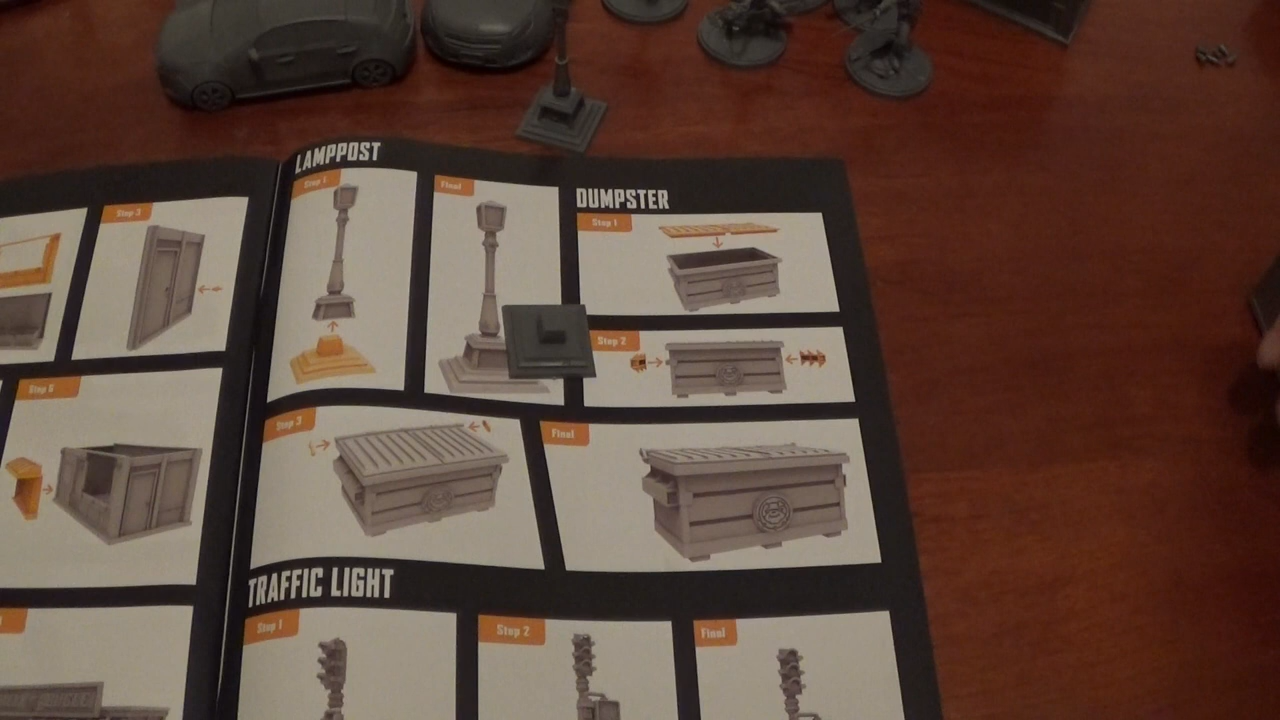 Step 3
Step 6
LAMPPOST
Step 1
Final
DUMPSTER
Step 1
Step 2
Step 3
Final
TRAFFIC LIGHT
Step 1
Step 2
Final